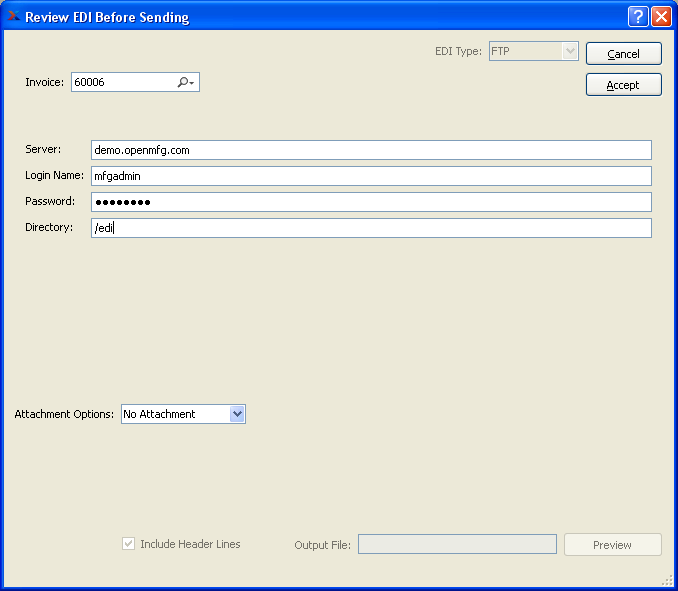 Review EDI Before Sending
EDI Type: FTP
Cancel
Invoice: 60006
Accept
Server: demo.openmfg.com
Login Name: mfgadmin
Password: ●●●●●●●●
Directory: /edi
Attachment Options: No Attachment
Include Header Lines Output File: Preview